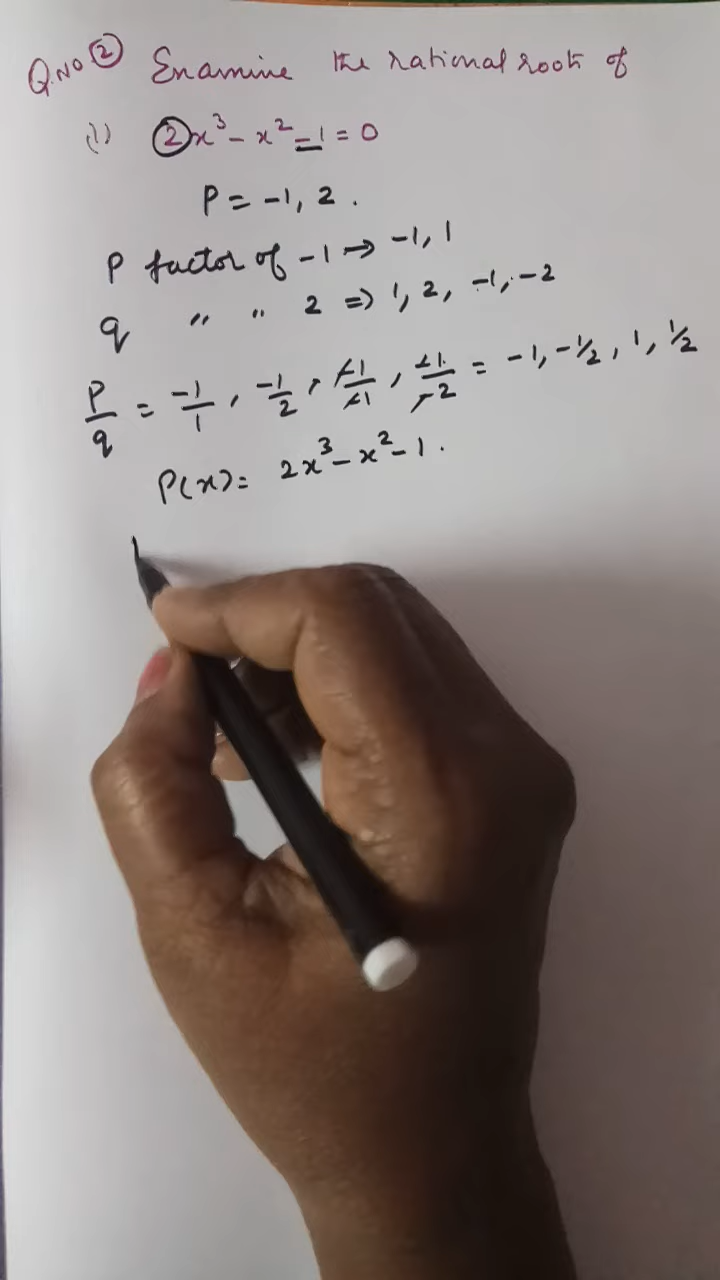 Q.NO ② Examine the rational roots of
(i) ②x³ - x² - 1 = 0
P = -1, 2.
P factor of -1 → -1, 1
q " " 2 ⇒ 1, 2, -1, -2
P/q = -1/1, -1/2, -1/-1, -1/-2 = -1, -1/2, 1, 1/2
P(x) = 2x³ - x² - 1.